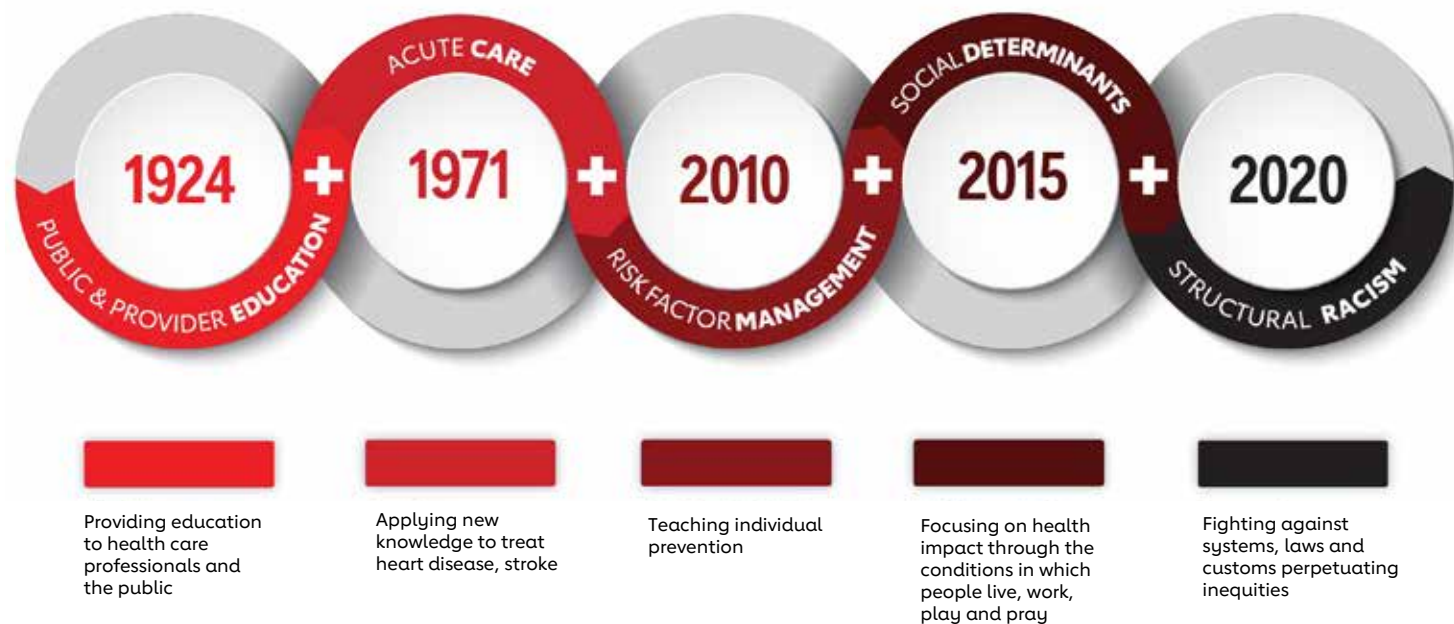 ACUTE CARE
SOCIAL DETERMINANTS
1924
+
1971
+
2010
+
2015
+
2020
PUBLIC & PROVIDER EDUCATION
RISK FACTOR MANAGEMENT
STRUCTURAL RACISM
Providing education
to health care
professionals and
the public
Applying new
knowledge to treat
heart disease, stroke
Teaching individual
prevention
Focusing on health
impact through the
conditions in which
people live, work,
play and pray
Fighting against
systems, laws and
customs perpetuating
inequities